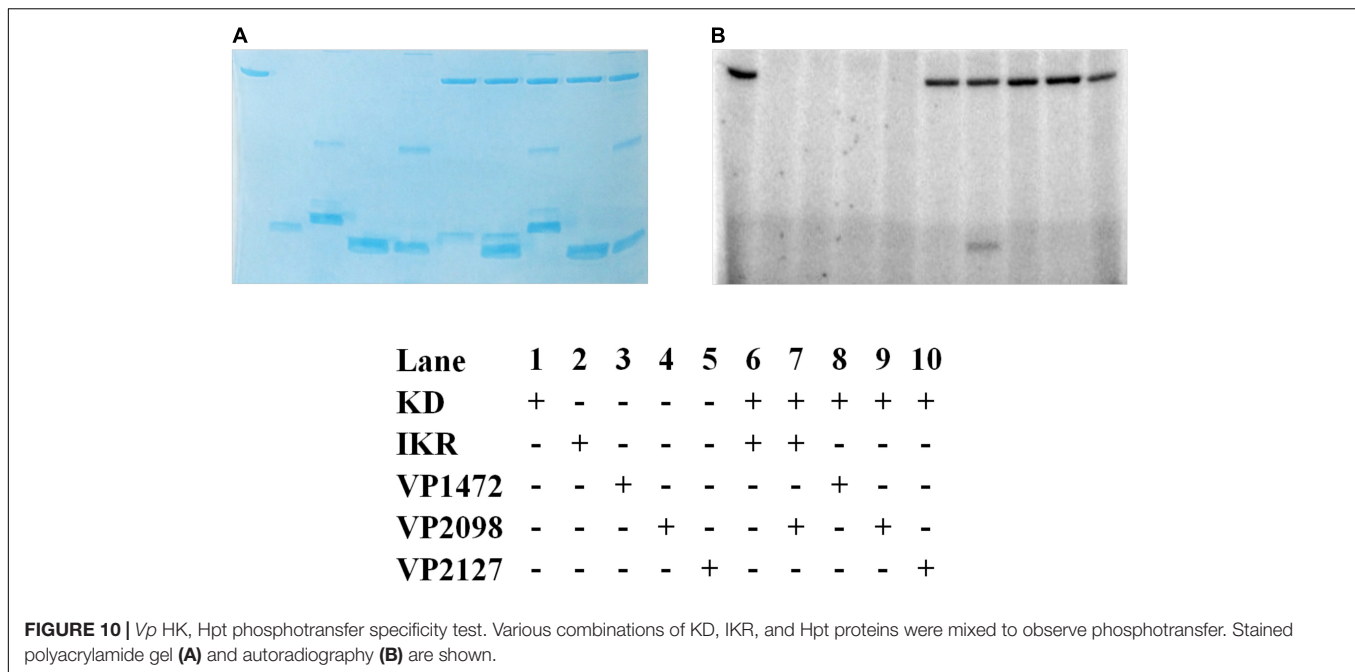 A
B
Lane 1 2 3 4 5 6 7 8 9 10
KD + - - - - + + + + +
IKR - + - - - + + - - -
VP1472 - - + - - - - + - -
VP2098 - - - + - - + - + -
VP2127 - - - - + - - - - +
FIGURE 10 | Vp HK, Hpt phosphotransfer specificity test. Various combinations of KD, IKR, and Hpt proteins were mixed to observe phosphotransfer. Stained
polyacrylamide gel (A) and autoradiography (B) are shown.